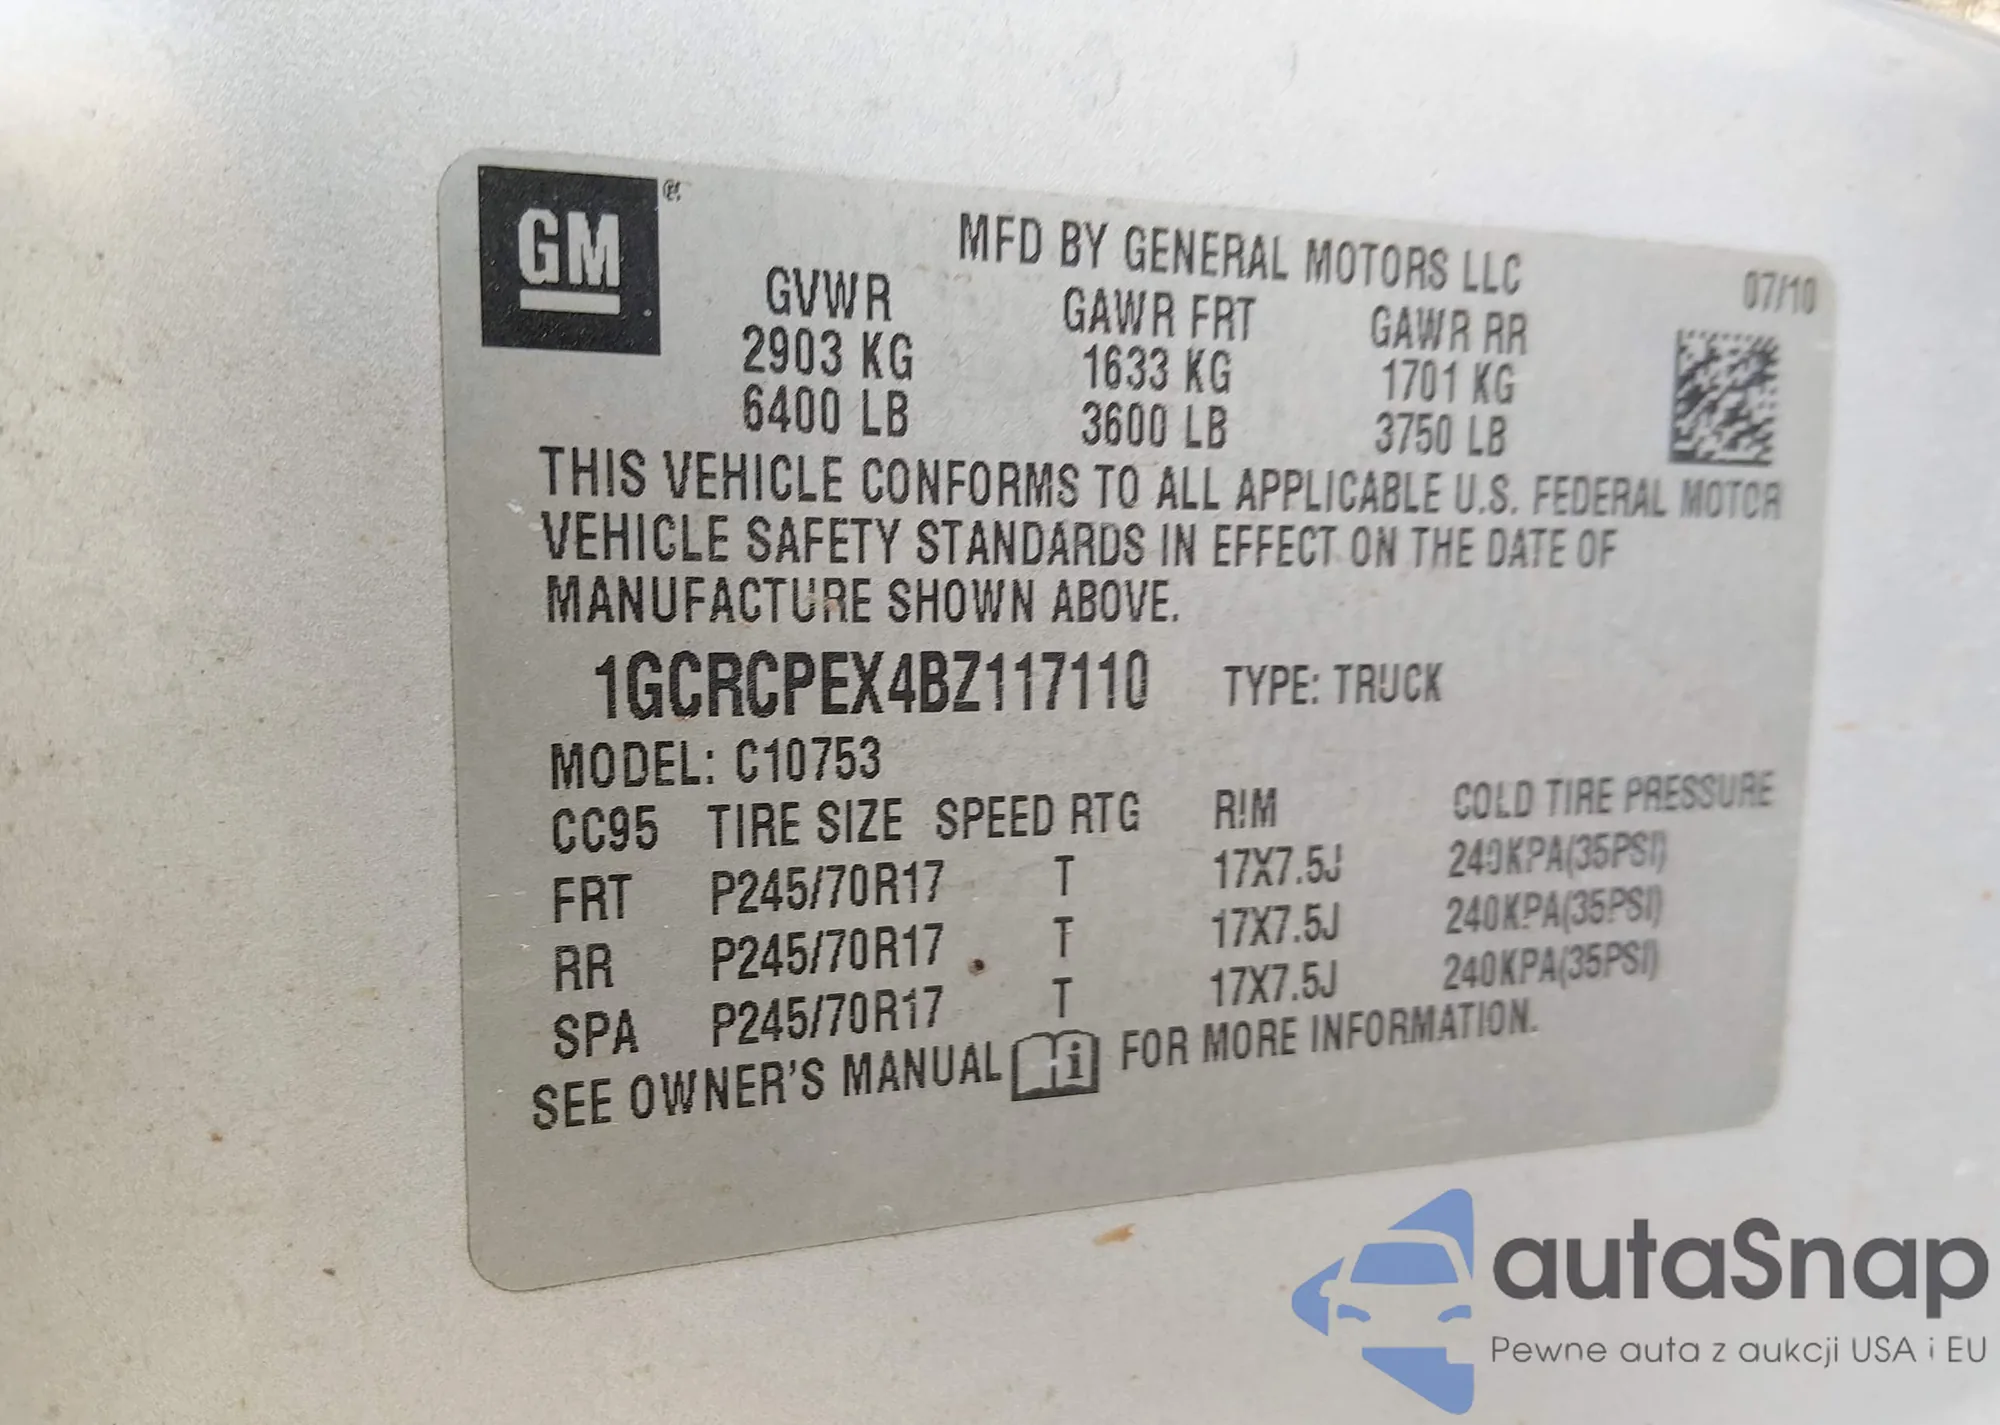 GM
MFD BY GENERAL MOTORS LLC
07/10
GVWR GAWR FRT GAWR RR
2903 KG 1633 KG 1701 KG
6400 LB 3600 LB 3750 LB
THIS VEHICLE CONFORMS TO ALL APPLICABLE U.S. FEDERAL MOTOR
VEHICLE SAFETY STANDARDS IN EFFECT ON THE DATE OF
MANUFACTURE SHOWN ABOVE.
1GCRCPEX4BZ117110 TYPE: TRUCK
MODEL: C10753
CC95 TIRE SIZE SPEED RTG RIM COLD TIRE PRESSURE
FRT P245/70R17 T 17X7.5J 240KPA(35PSI)
RR P245/70R17 T 17X7.5J 240KPA(35PSI)
SPA P245/70R17 T 17X7.5J 240KPA(35PSI)
SEE OWNER'S MANUAL i FOR MORE INFORMATION.
autaSnap
Pewne auta z aukcji USA i EU